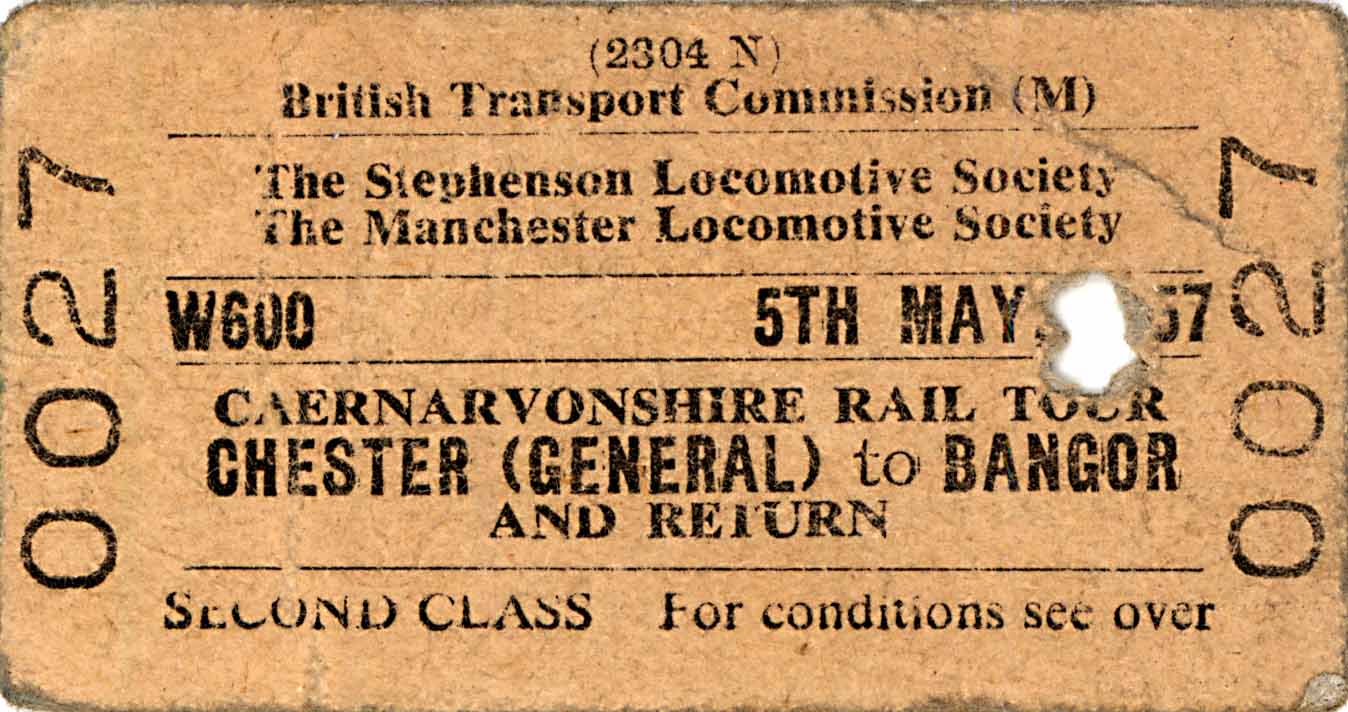 (2304 N)
British Transport Commission (M)
The Stephenson Locomotive Society
The Manchester Locomotive Society
W600 5TH MAY, 57
CAERNARVONSHIRE RAIL TOUR
CHESTER (GENERAL) to BANGOR
AND RETURN
SECOND CLASS For conditions see over
0027
0027